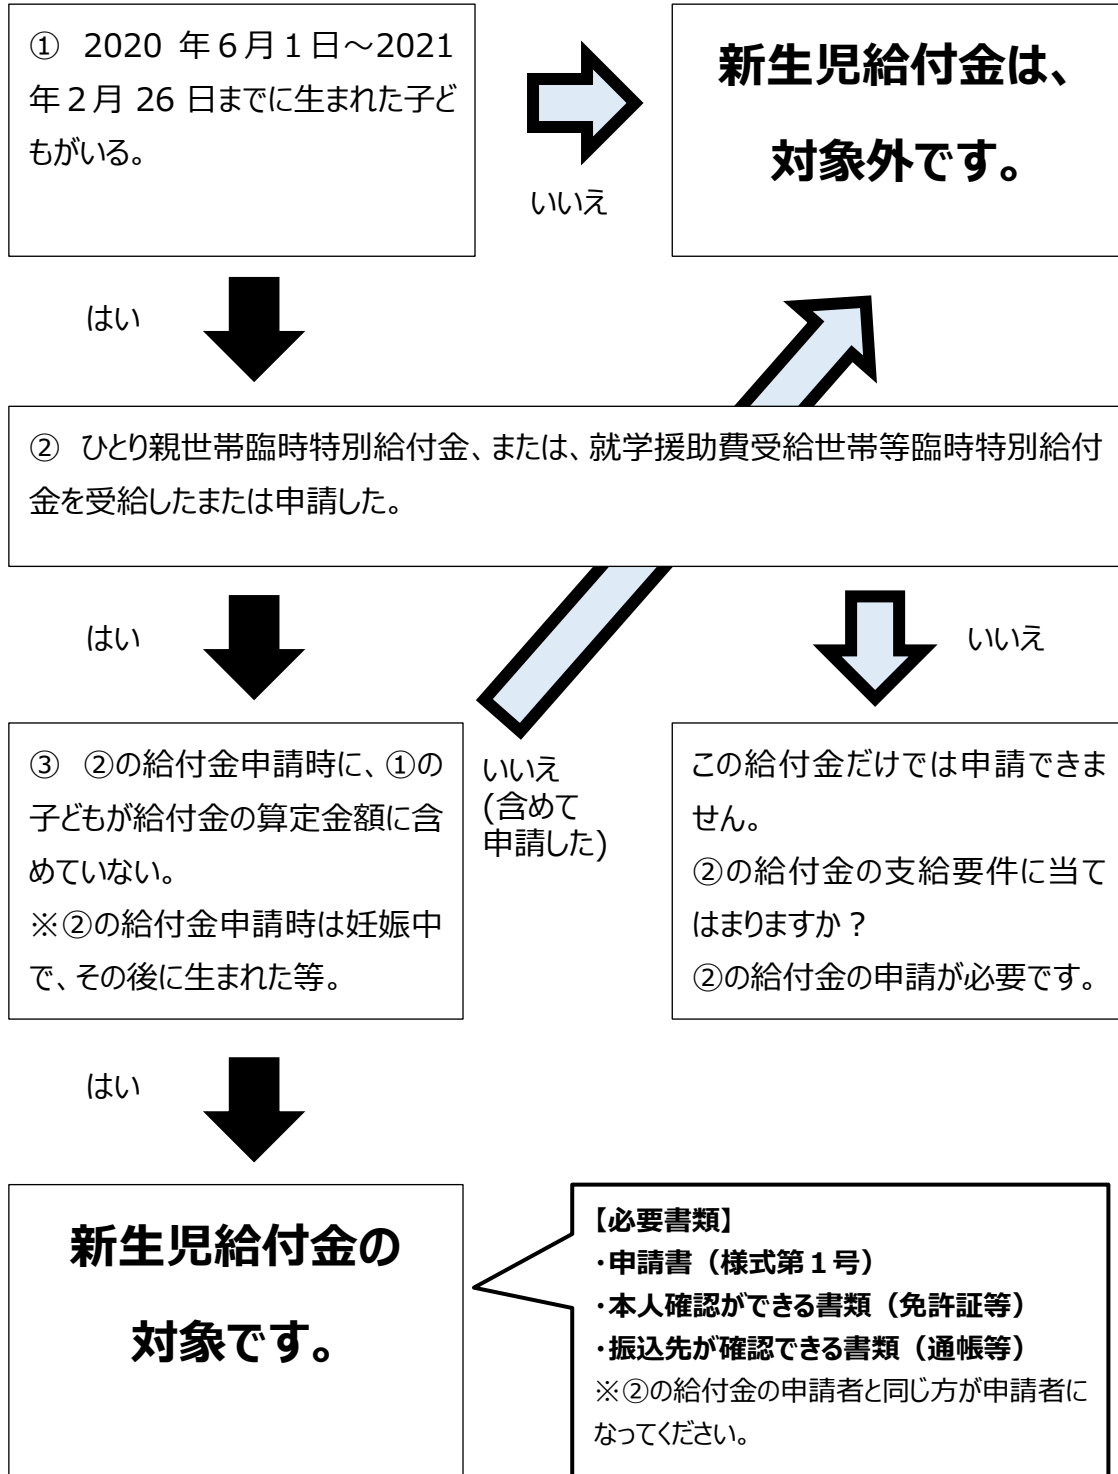 ① 2020 年６月１日～2021
年２月 26 日までに生まれた子ど
もがいる。
いいえ
新生児給付金は、
対象外です。
はい
② ひとり親世帯臨時特別給付金、または、就学援助費受給世帯等臨時特別給付
金を受給したまたは申請した。
はい
いいえ
③ ②の給付金申請時に、①の
子どもが給付金の算定金額に含
めていない。
※②の給付金申請時は妊娠中
で、その後に生まれた等。
いいえ
(含めて
申請した)
この給付金だけでは申請できま
せん。
②の給付金の支給要件に当て
はまりますか？
②の給付金の申請が必要です。
はい
新生児給付金の
対象です。
【必要書類】
・申請書（様式第１号）
・本人確認ができる書類（免許証等）
・振込先が確認できる書類（通帳等）
※②の給付金の申請者と同じ方が申請者に
なってください。